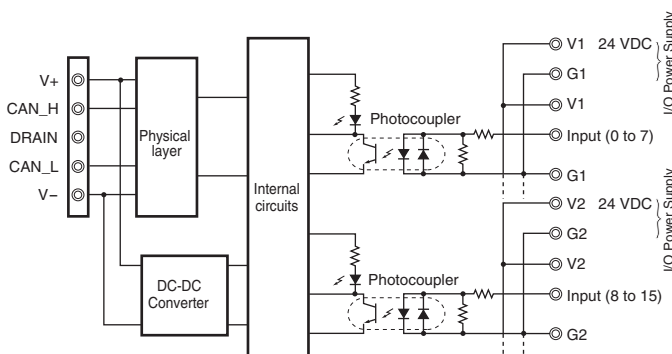 V+
CAN_H
DRAIN
CAN_L
V−
Physical
layer
DC-DC
Converter
Internal
circuits
Photocoupler
V1 24 VDC
G1
V1
Input (0 to 7)
G1
I/O Power Supply
Photocoupler
V2 24 VDC
G2
V2
Input (8 to 15)
G2
I/O Power Supply